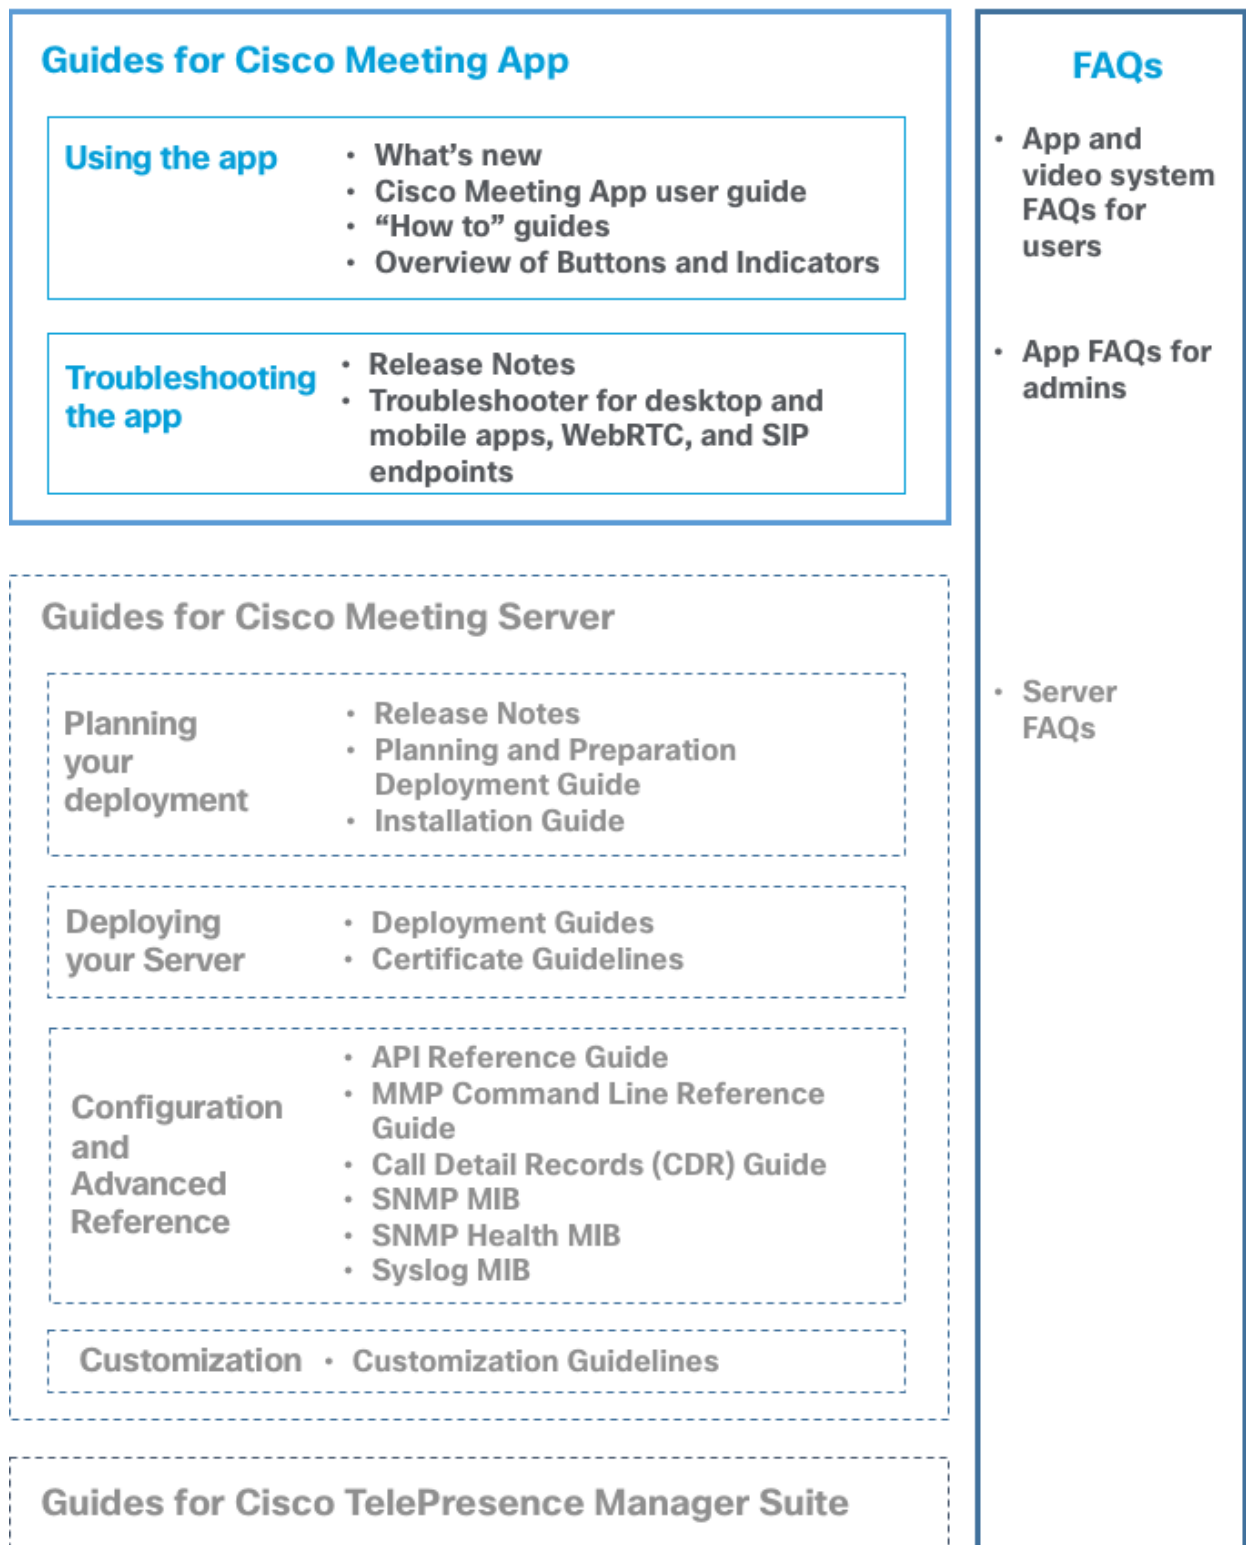 Guides for Cisco Meeting App
Using the app
• What’s new
• Cisco Meeting App user guide
• “How to” guides
• Overview of Buttons and Indicators
Troubleshooting
the app
• Release Notes
• Troubleshooter for desktop and
mobile apps, WebRTC, and SIP
endpoints
Guides for Cisco Meeting Server
Planning
your
deployment
• Release Notes
• Planning and Preparation
Deployment Guide
• Installation Guide
Deploying
your Server
• Deployment Guides
• Certificate Guidelines
Configuration
and
Advanced
Reference
• API Reference Guide
• MMP Command Line Reference
Guide
• Call Detail Records (CDR) Guide
• SNMP MIB
• SNMP Health MIB
• Syslog MIB
Customization
• Customization Guidelines
Guides for Cisco TelePresence Manager Suite
FAQs
• App and
video system
FAQs for
users
• App FAQs for
admins
• Server
FAQs